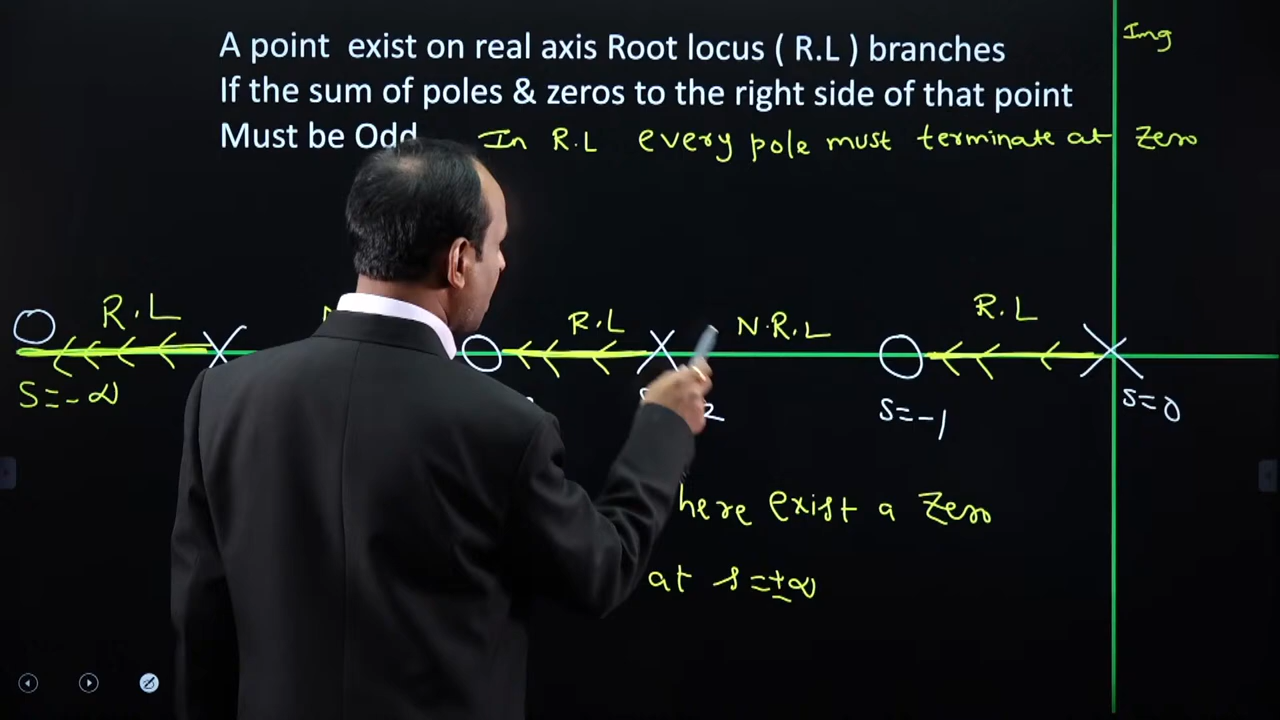 A point exist on real axis Root locus ( R.L ) branches
If the sum of poles & zeros to the right side of that point
Must be Odd
In R.L every pole must terminate at zero
Img
R.L
R.L
N.R.L
R.L
S=-∞
s=-1
s=0
here exist a zero
at s=±∞